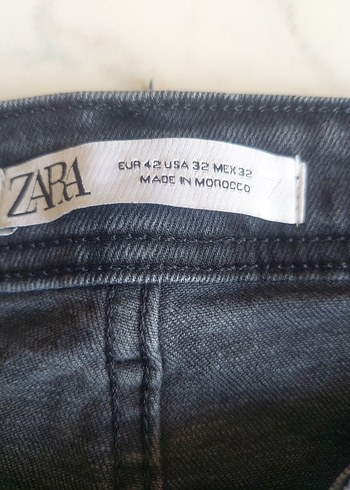 ZARA
EUR 42 USA 32 MEX 32
MADE IN MOROCCO